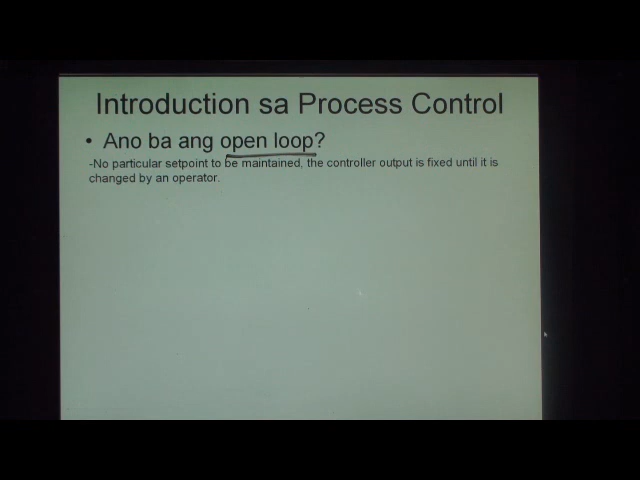 Introduction sa Process Control
• Ano ba ang open loop?
-No particular setpoint to be maintained, the controller output is fixed until it is
changed by an operator.